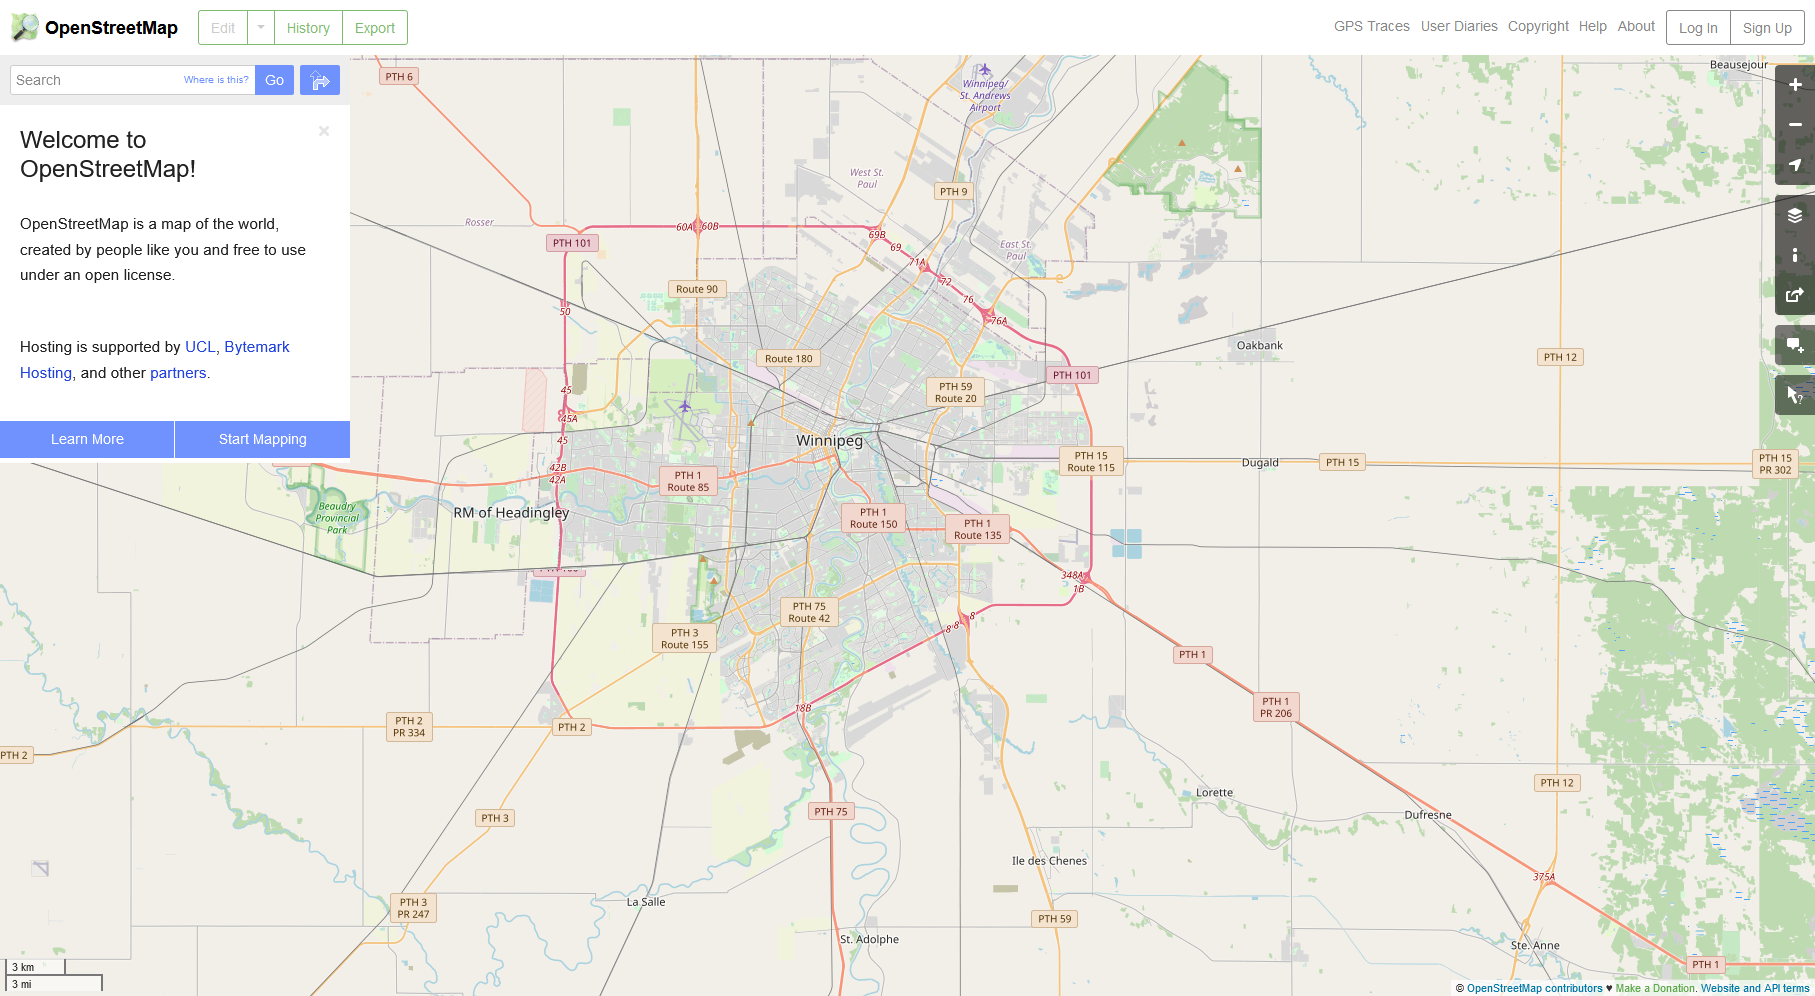 OpenStreetMap
Edit
History
Export
GPS Traces
User Diaries
Copyright
Help
About
Log In
Sign Up
Search
Where is this?
Go
Welcome to
OpenStreetMap!
OpenStreetMap is a map of the world,
created by people like you and free to use
under an open license.
Hosting is supported by UCL, Bytemark
Hosting, and other partners.
Learn More
Start Mapping
PTH 6
Winnipeg/
St. Andrews
Airport
Beausejour
West St.
Paul
PTH 9
Rosser
60A
60B
69B
69
PTH 101
East St.
Paul
71A
72
76
76A
Route 90
50
Oakbank
Route 180
PTH 12
PTH 101
45
PTH 59
Route 20
45A
45
Winnipeg
PTH 15
Route 115
Dugald
PTH 15
PTH 15
PR 302
42B
42A
PTH 1
Route 85
Beaudry
Provincial
Park
RM of Headingley
PTH 1
Route 150
PTH 1
Route 135
348A
1B
PTH 75
Route 42
8
8
8
PTH 3
Route 155
PTH 1
18B
PTH 1
PR 206
PTH 2
PR 334
PTH 2
PTH 2
PTH 12
Lorette
PTH 75
PTH 3
Dufresne
Ile des Chenes
375A
PTH 3
PR 247
La Salle
PTH 59
St. Adolphe
Ste. Anne
PTH 1
3 km
3 mi
© OpenStreetMap contributors ♥ Make a Donation. Website and API terms